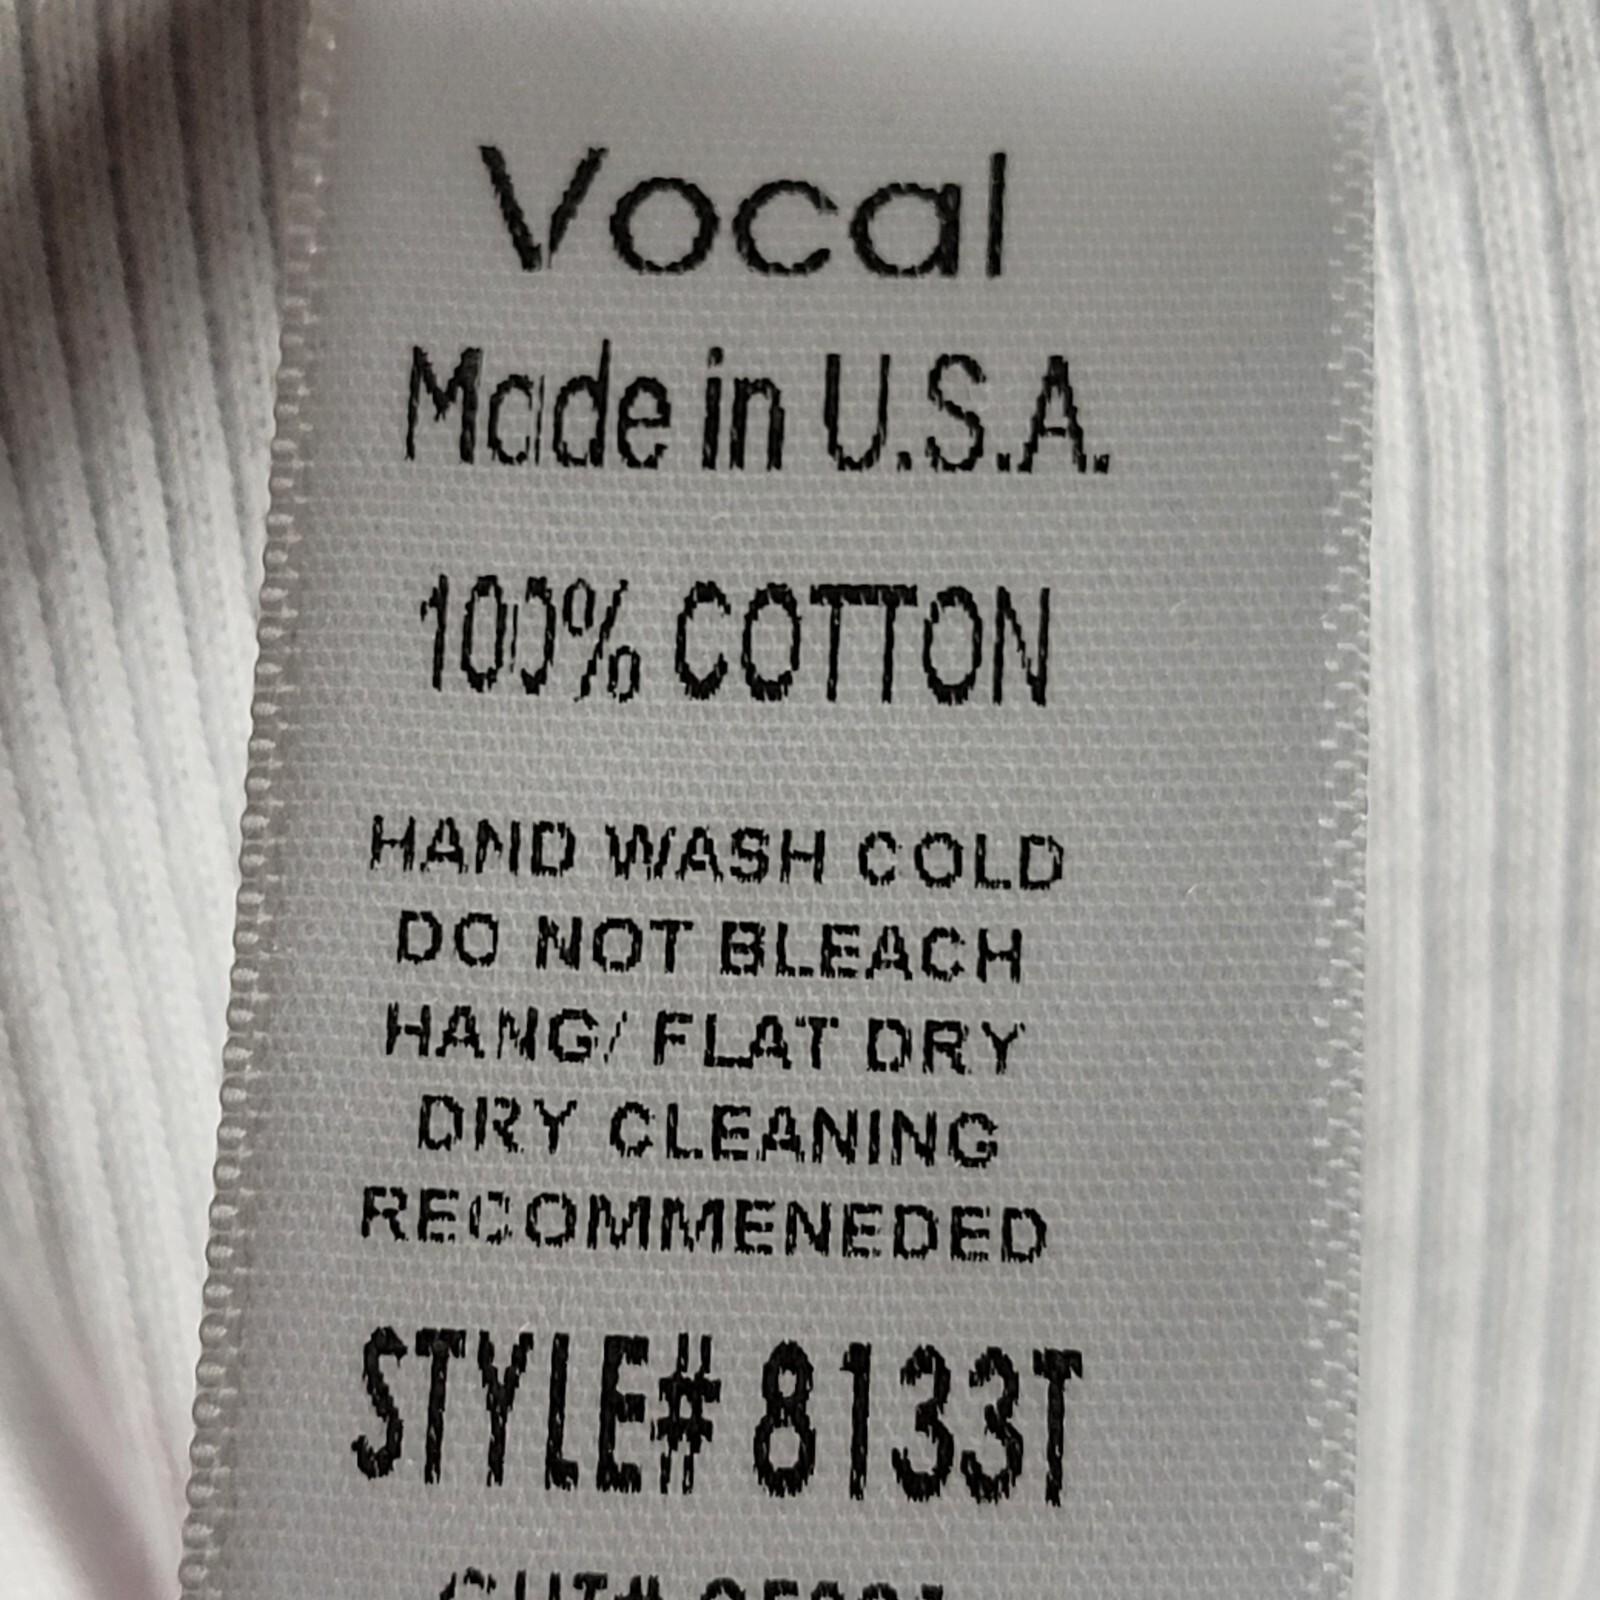 Vocal
Made in U.S.A.
100% COTTON
HAND WASH COLD
DO NOT BLEACH
HANG/ FLAT DRY
DRY CLEANING
RECOMMENEDED
STYLE# 8133T